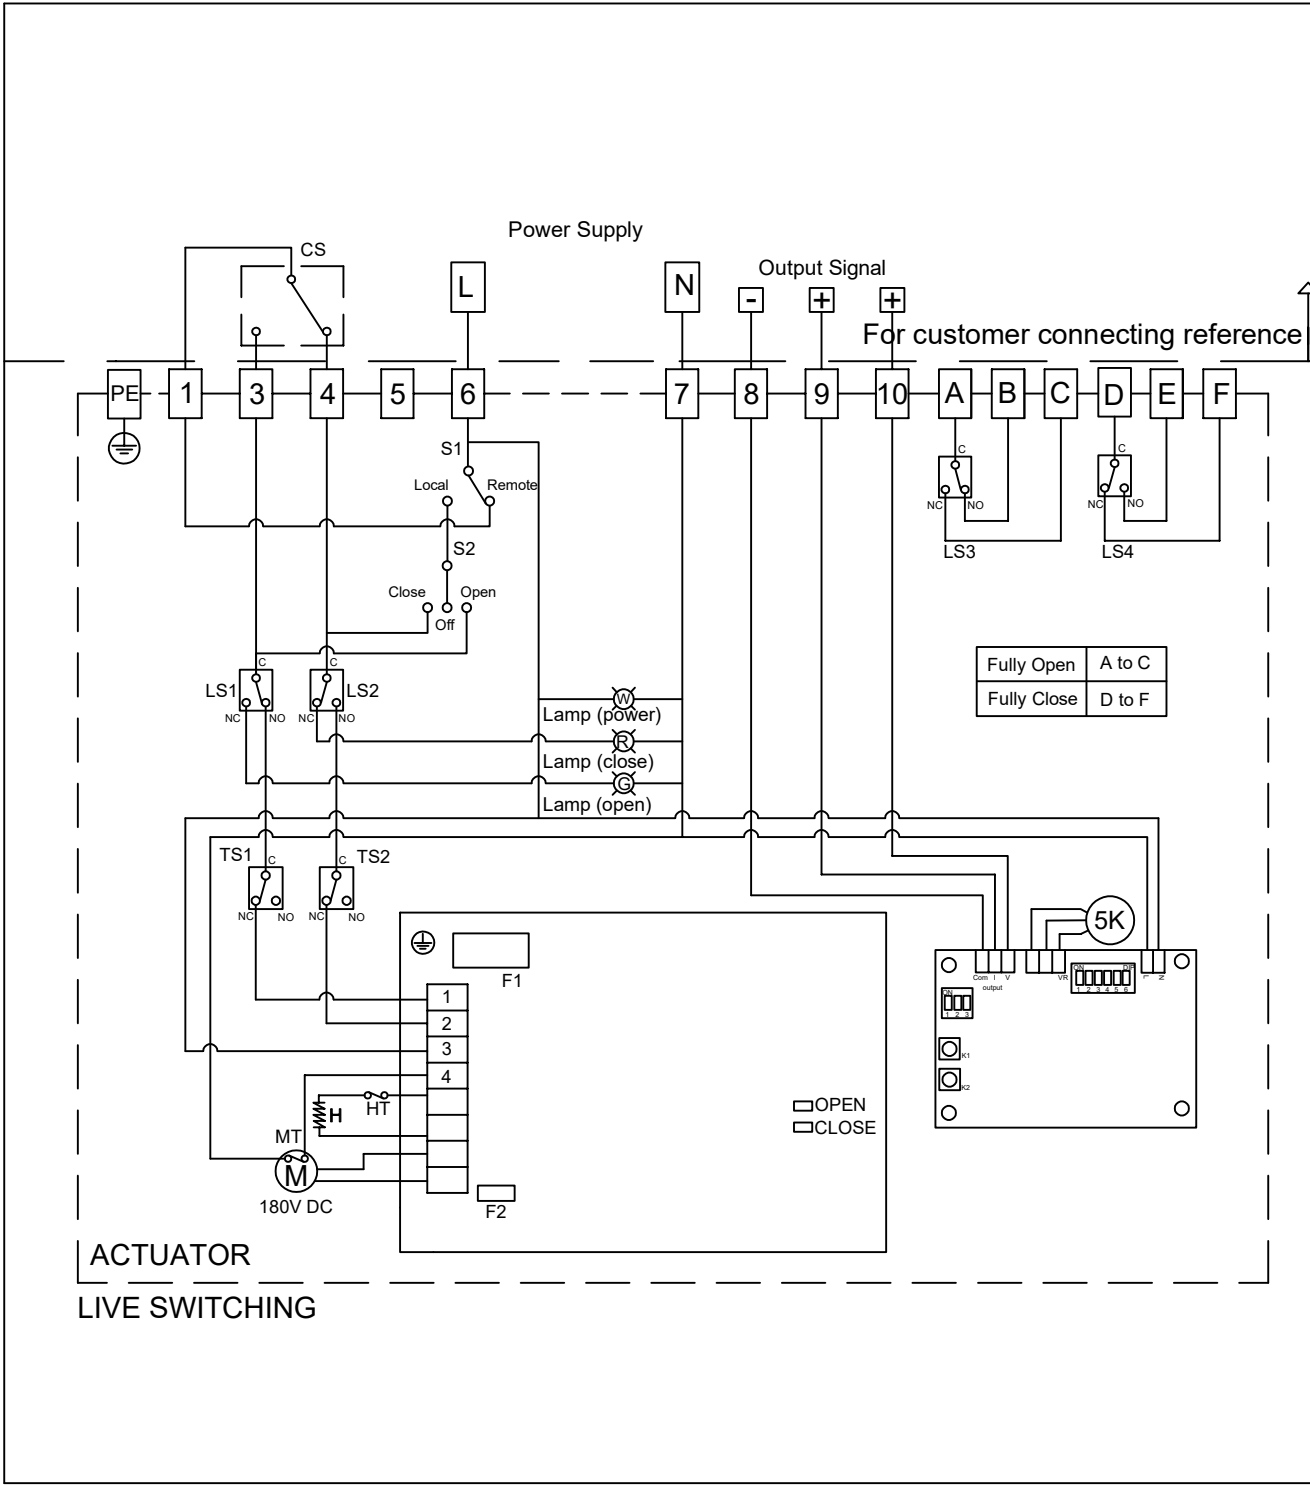 Power Supply
CS
Output Signal
L
N
-
+
+
For customer connecting reference
PE
1
3
4
5
6
7
8
9
10
A
B
C
D
E
F
S1
Local
Remote
C
NC
NO
LS3
C
NC
NO
LS4
S2
Close
Open
Off
Fully Open
A to C
Fully Close
D to F
C
LS1
NC
NO
C
LS2
NC
NO
W
Lamp (power)
R
Lamp (close)
G
Lamp (open)
TS1
C
NC
NO
TS2
C
NC
NO
5K
F1
Com
I
V
output
VR
ON
DIP
1 2 3 4 5 6
L
N
ON
1 2 3
K1
K2
1
2
3
4
HT
H
MT
M
180V DC
OPEN
CLOSE
F2
ACTUATOR
LIVE SWITCHING